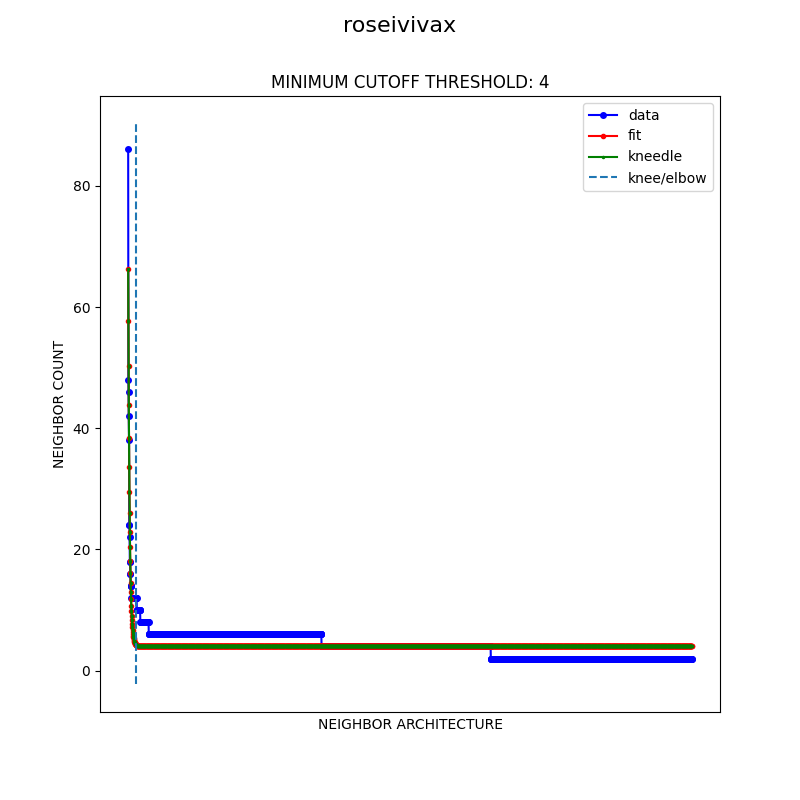 roseivivax
MINIMUM CUTOFF THRESHOLD: 4
data
fit
kneedle
knee/elbow
80
60
40
20
0
NEIGHBOR COUNT
NEIGHBOR ARCHITECTURE